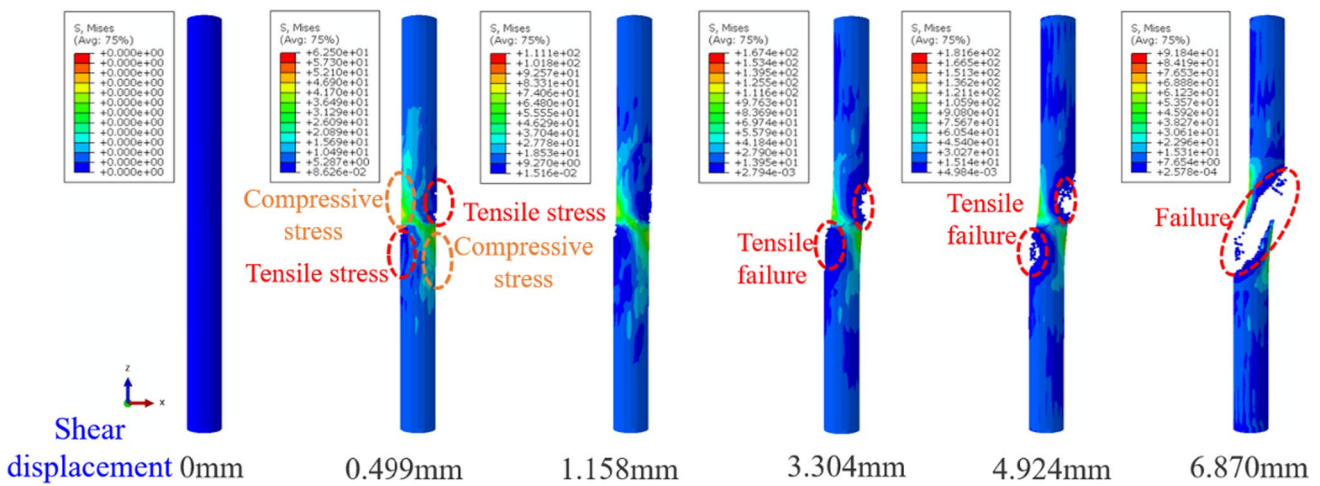 S, Mises
(Avg: 75%)
+0.000e+00
+0.000e+00
+0.000e+00
+0.000e+00
+0.000e+00
+0.000e+00
+0.000e+00
+0.000e+00
+0.000e+00
+0.000e+00
+0.000e+00
+0.000e+00
+0.000e+00
S, Mises
(Avg: 75%)
+6.250e+01
+5.730e+01
+5.210e+01
+4.690e+01
+4.170e+01
+3.649e+01
+3.129e+01
+2.609e+01
+2.089e+01
+1.569e+01
+1.049e+01
+5.287e+00
+8.626e-02
S, Mises
(Avg: 75%)
+1.111e+02
+1.018e+02
+9.257e+01
+8.331e+01
+7.406e+01
+6.480e+01
+5.555e+01
+4.629e+01
+3.704e+01
+2.778e+01
+1.853e+01
+9.270e+00
+1.516e-02
S, Mises
(Avg: 75%)
+1.674e+02
+1.534e+02
+1.395e+02
+1.255e+02
+1.116e+02
+9.763e+01
+8.369e+01
+6.974e+01
+5.579e+01
+4.184e+01
+2.790e+01
+1.395e+01
+2.794e-03
S, Mises
(Avg: 75%)
+1.816e+02
+1.665e+02
+1.513e+02
+1.362e+02
+1.211e+02
+1.059e+02
+9.080e+01
+7.567e+01
+6.054e+01
+4.540e+01
+3.027e+01
+1.514e+01
+4.984e-03
S, Mises
(Avg: 75%)
+9.184e+01
+8.419e+01
+7.653e+01
+6.888e+01
+6.123e+01
+5.357e+01
+4.592e+01
+3.827e+01
+3.061e+01
+2.296e+01
+1.531e+01
+7.654e+00
+2.578e-04
Compressive
stress
Tensile stress
Tensile stress
Compressive
stress
Tensile
failure
Tensile
failure
Failure
z
x
Shear
displacement
0mm
0.499mm
1.158mm
3.304mm
4.924mm
6.870mm